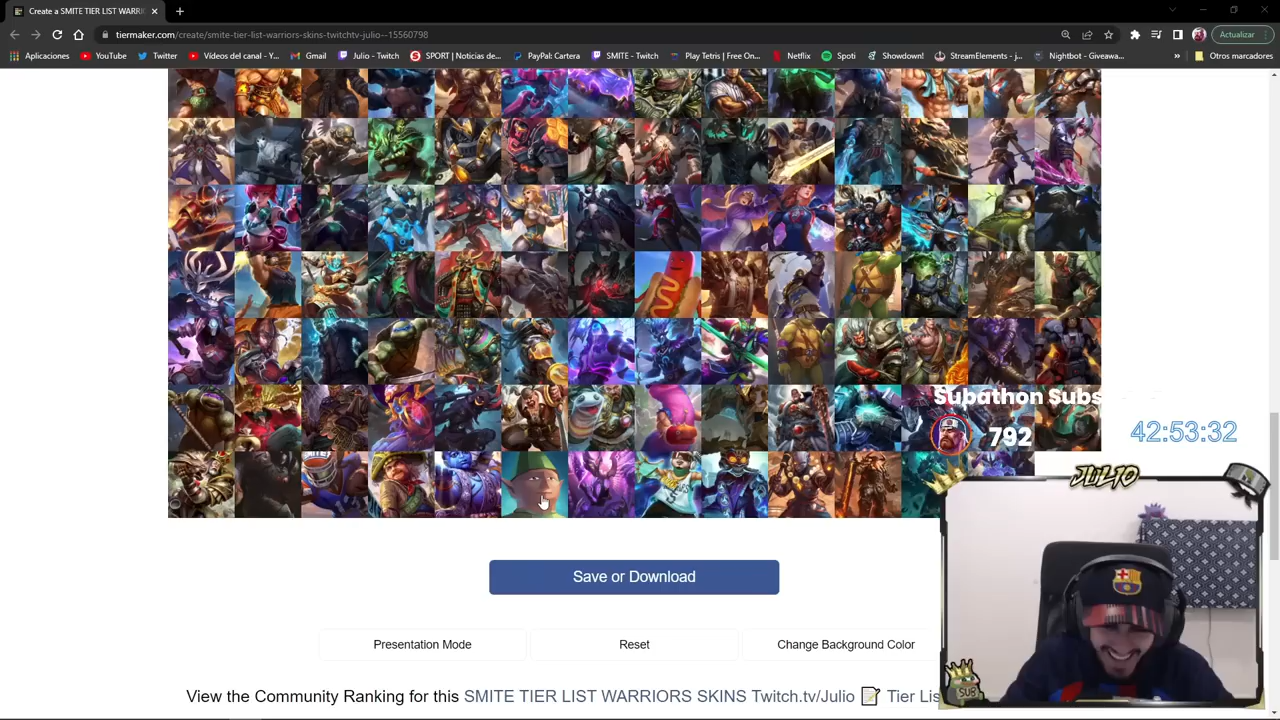 Create a SMITE TIER LIST WARRI
tiermaker.com/create/smite-tier-list-warriors-skins-twitchtv-julio--15560798
Actualizar
Aplicaciones YouTube Twitter Vídeos del canal - Y... Gmail Julio - Twitch SPORT | Noticias de... PayPal: Cartera SMITE - Twitch Play Tetris | Free On... Netflix Spoti Showdown! StreamElements - j... Nightbot - Giveawa... » Otros marcadores
Subathon Subs
792
42:53:32
JULIO
Save or Download
Presentation Mode Reset Change Background Color
SUB
View the Community Ranking for this SMITE TIER LIST WARRIORS SKINS Twitch.tv/Julio 📝 Tier Lis